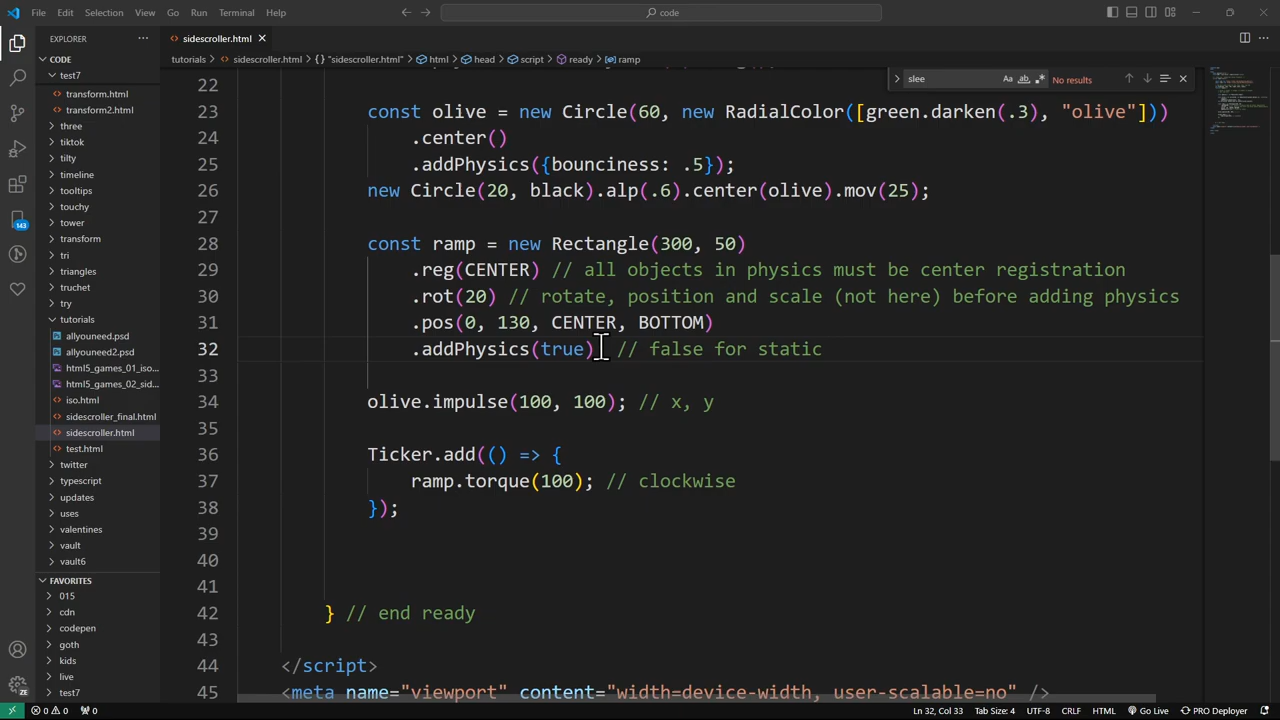 File Edit Selection View Go Run Terminal Help
code
EXPLORER
sidescroller.html
CODE
tutorials > sidescroller.html > {} "sidescroller.html" > html > head > script > ready > ramp
test7
transform.html
transform2.html
three
tiktok
tilty
timeline
tooltips
touchy
tower
transform
tri
triangles
truchet
try
tutorials
allyouneed.psd
allyouneed2.psd
html5_games_01_iso...
html5_games_02_sid...
iso.html
sidescroller_final.html
sidescroller.html
test.html
twitter
typescript
updates
uses
valentines
vault
vault6
FAVORITES
015
cdn
codepen
goth
kids
live
test7
143
ZE
slee
Aa ab .*
No results
22
23 const olive = new Circle(60, new RadialColor([green.darken(.3), "olive"]))
24 .center()
25 .addPhysics({bounciness: .5});
26 new Circle(20, black).alp(.6).center(olive).mov(25);
27
28 const ramp = new Rectangle(300, 50)
29 .reg(CENTER) // all objects in physics must be center registration
30 .rot(20) // rotate, position and scale (not here) before adding physics
31 .pos(0, 130, CENTER, BOTTOM)
32 .addPhysics(true) // false for static
33
34 olive.impulse(100, 100); // x, y
35
36 Ticker.add(() => {
37 ramp.torque(100); // clockwise
38 });
39
40
41
42 } // end ready
43
44 </script>
45 <meta name="viewport" content="width=device-width, user-scalable=no" />
0 0 0 Ln 32, Col 33 Tab Size: 4 UTF-8 CRLF HTML Go Live PRO Deployer